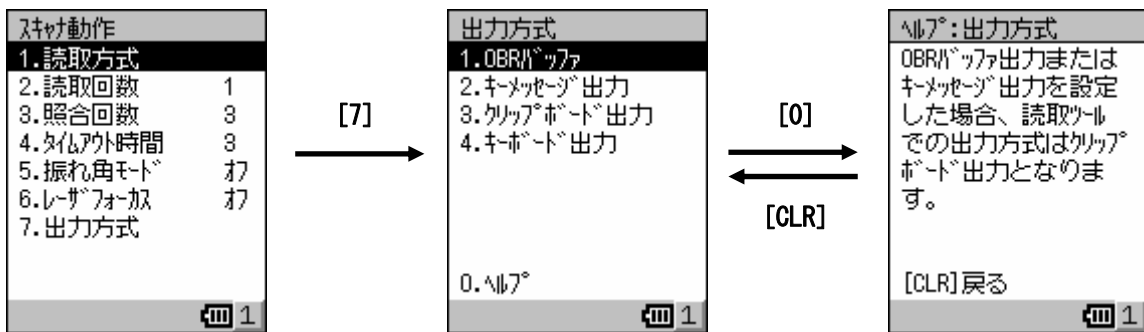 ｽｷｬﾅ動作
1.読取方式
2.読取回数 1
3.照合回数 3
4.ﾀｲﾑｱｳﾄ時間 3
5.振れ角ﾓｰﾄﾞ ｵﾌ
6.ﾚｰｻﾞﾌｫｰｶｽ ｵﾌ
7.出力方式
1
[7]
出力方式
1.OBRﾊﾞｯﾌｧ
2.ｷｰﾒｯｾｰｼﾞ出力
3.ｸﾘｯﾌﾟﾎﾞｰﾄﾞ出力
4.ｷｰﾎﾞｰﾄﾞ出力
0.ﾍﾙﾌﾟ
1
[0]
[CLR]
ﾍﾙﾌﾟ:出力方式
OBRﾊﾞｯﾌｧ出力または
ｷｰﾒｯｾｰｼﾞ出力を設定
した場合、読取ﾂｰﾙ
での出力方式はｸﾘｯﾌﾟ
ﾎﾞｰﾄﾞ出力となりま
す。
[CLR]戻る
1